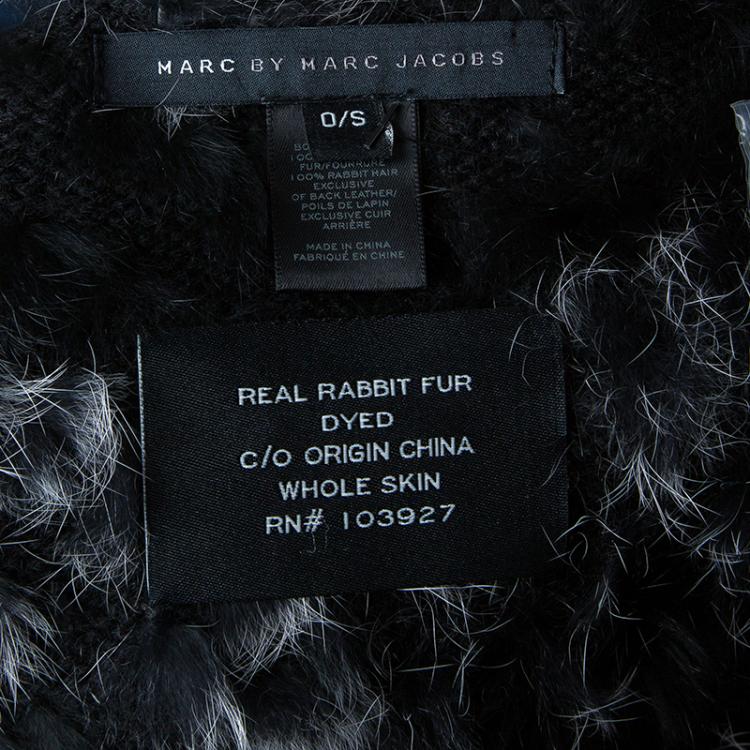 MARC BY MARC JACOBS
O/S
100%
FUR/FOURRURE
100% RABBIT HAIR
EXCLUSIVE
OF BACK LEATHER/
POILS DE LAPIN
EXCLUSIVE CUIR
ARRIÈRE
MADE IN CHINA
FABRIQUÉ EN CHINE
REAL RABBIT FUR
DYED
C/O ORIGIN CHINA
WHOLE SKIN
RN# 103927